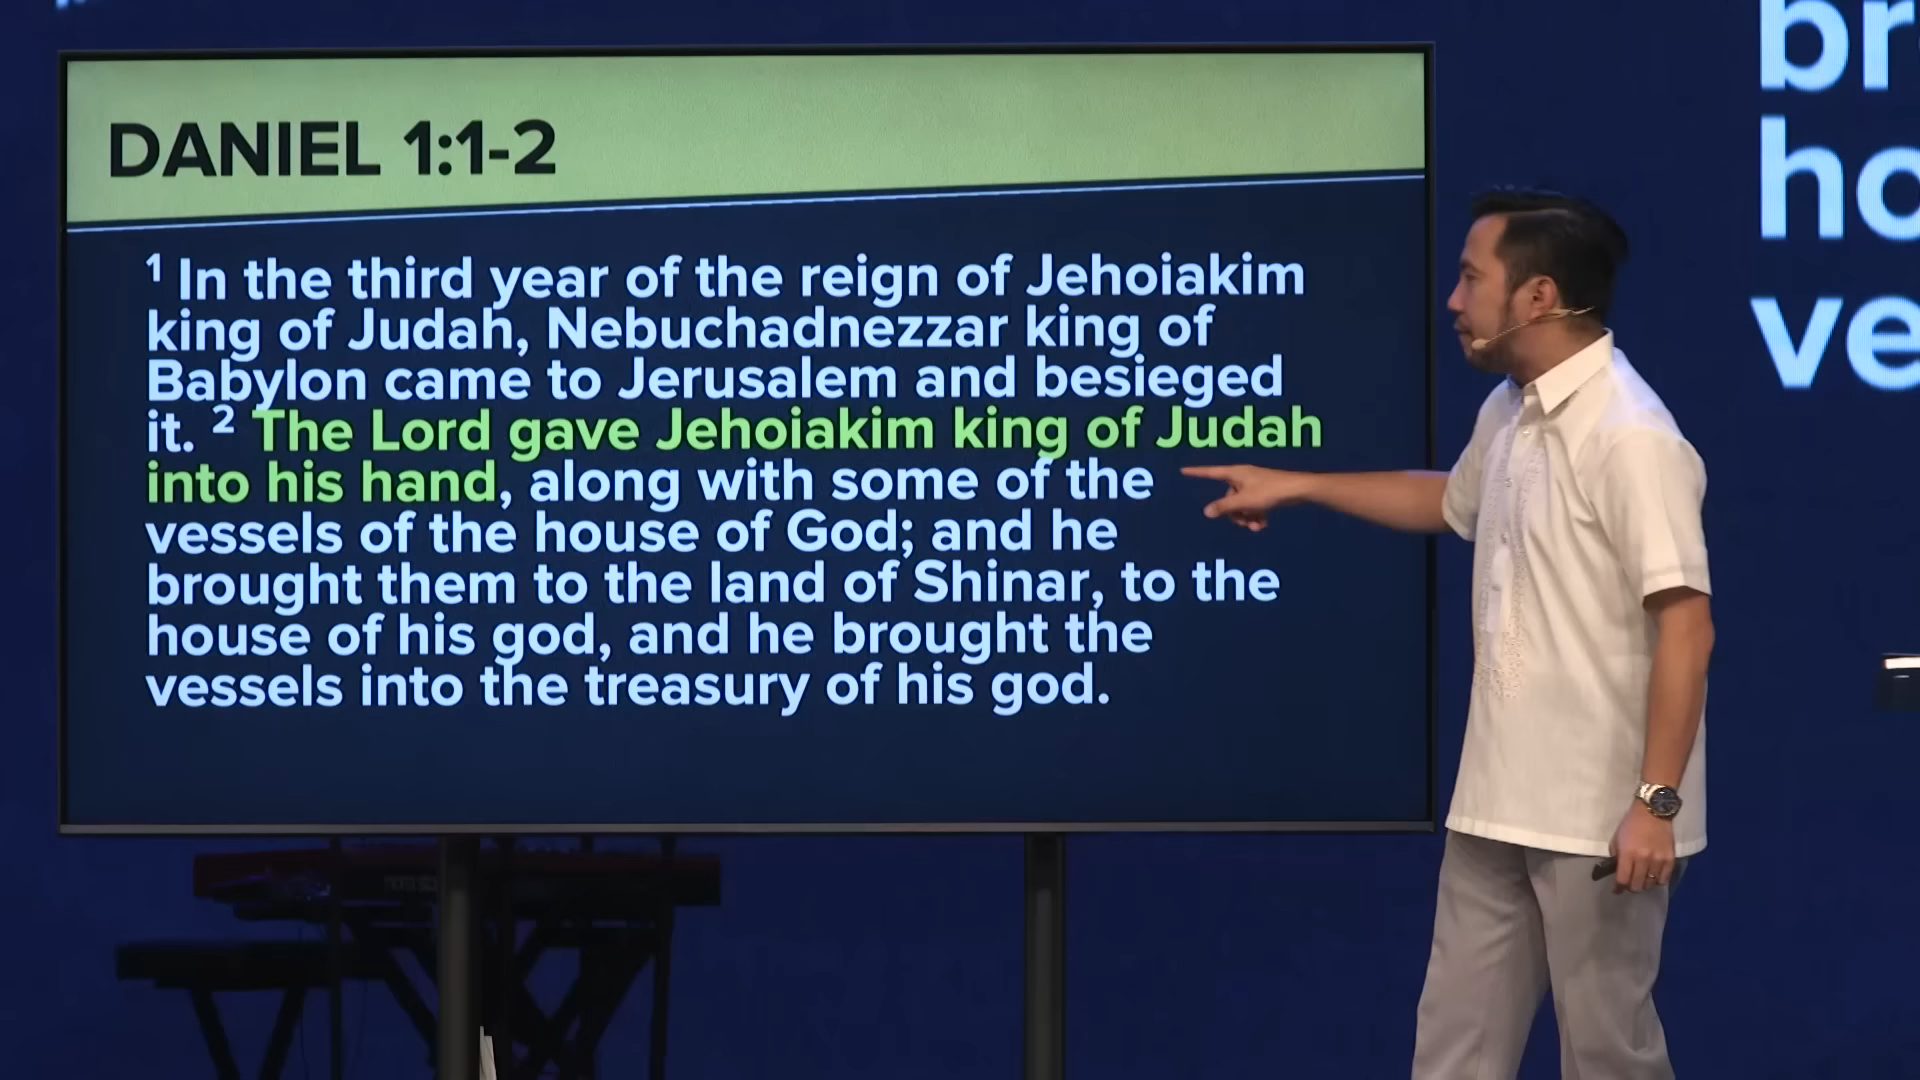 DANIEL 1:1-2
¹ In the third year of the reign of Jehoiakim
king of Judah, Nebuchadnezzar king of
Babylon came to Jerusalem and besieged
it. ² The Lord gave Jehoiakim king of Judah
into his hand, along with some of the
vessels of the house of God; and he
brought them to the land of Shinar, to the
house of his god, and he brought the
vessels into the treasury of his god.
br
ho
ve